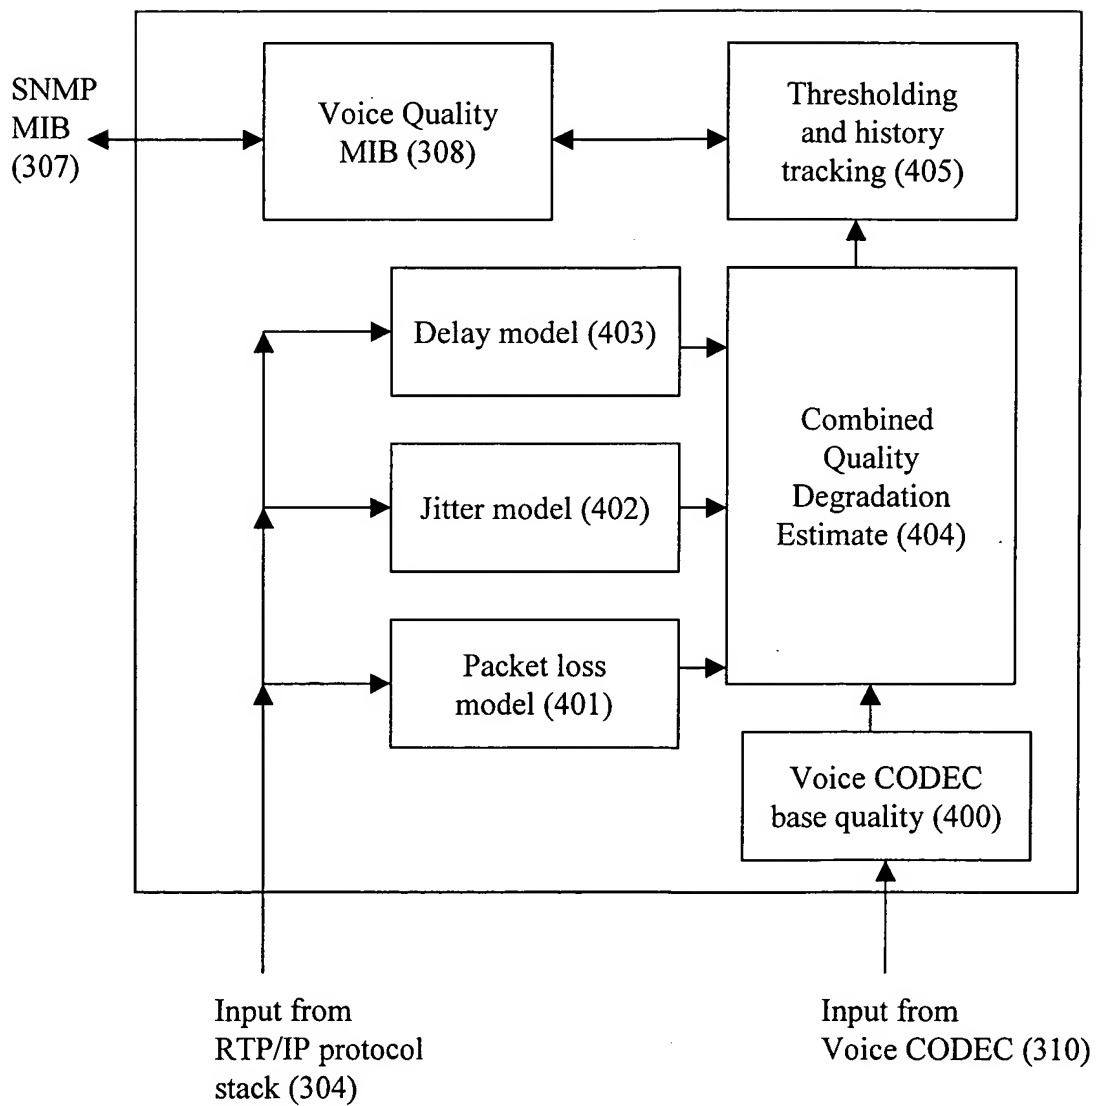 SNMP
MIB
(307)
Voice Quality
MIB (308)
Thresholding
and history
tracking (405)
Delay model (403)
Jitter model (402)
Packet loss
model (401)
Combined
Quality
Degradation
Estimate (404)
Voice CODEC
base quality (400)
Input from
RTP/IP protocol
stack (304)
Input from
Voice CODEC (310)